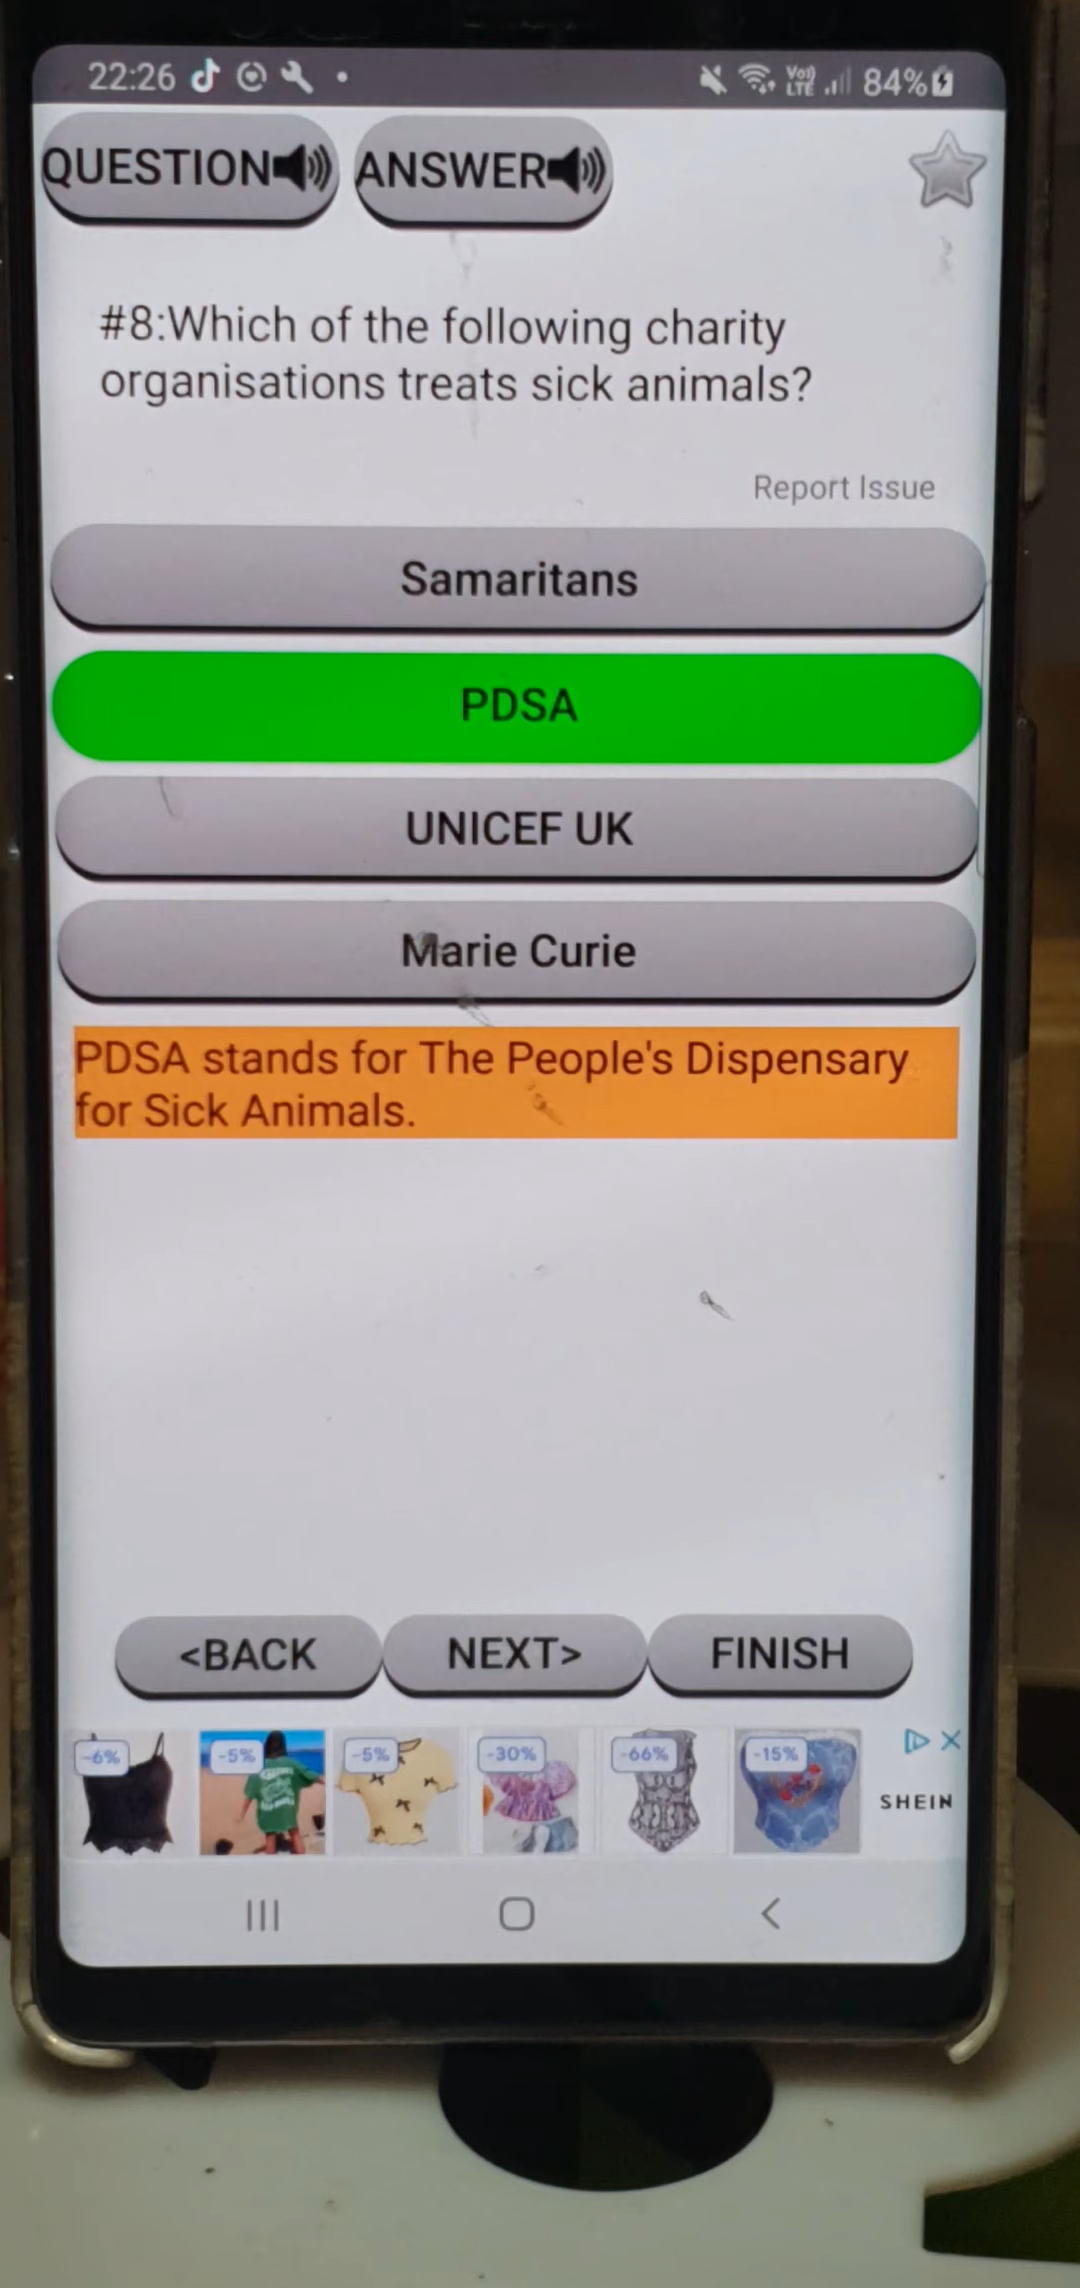 22:26 84%
Vo)) LTE
QUESTION ANSWER
#8:Which of the following charity
organisations treats sick animals?
Report Issue
Samaritans
PDSA
UNICEF UK
Marie Curie
PDSA stands for The People's Dispensary
for Sick Animals.
<BACK NEXT> FINISH
-6% -5% -5% -30% -66% -15%
SHEIN